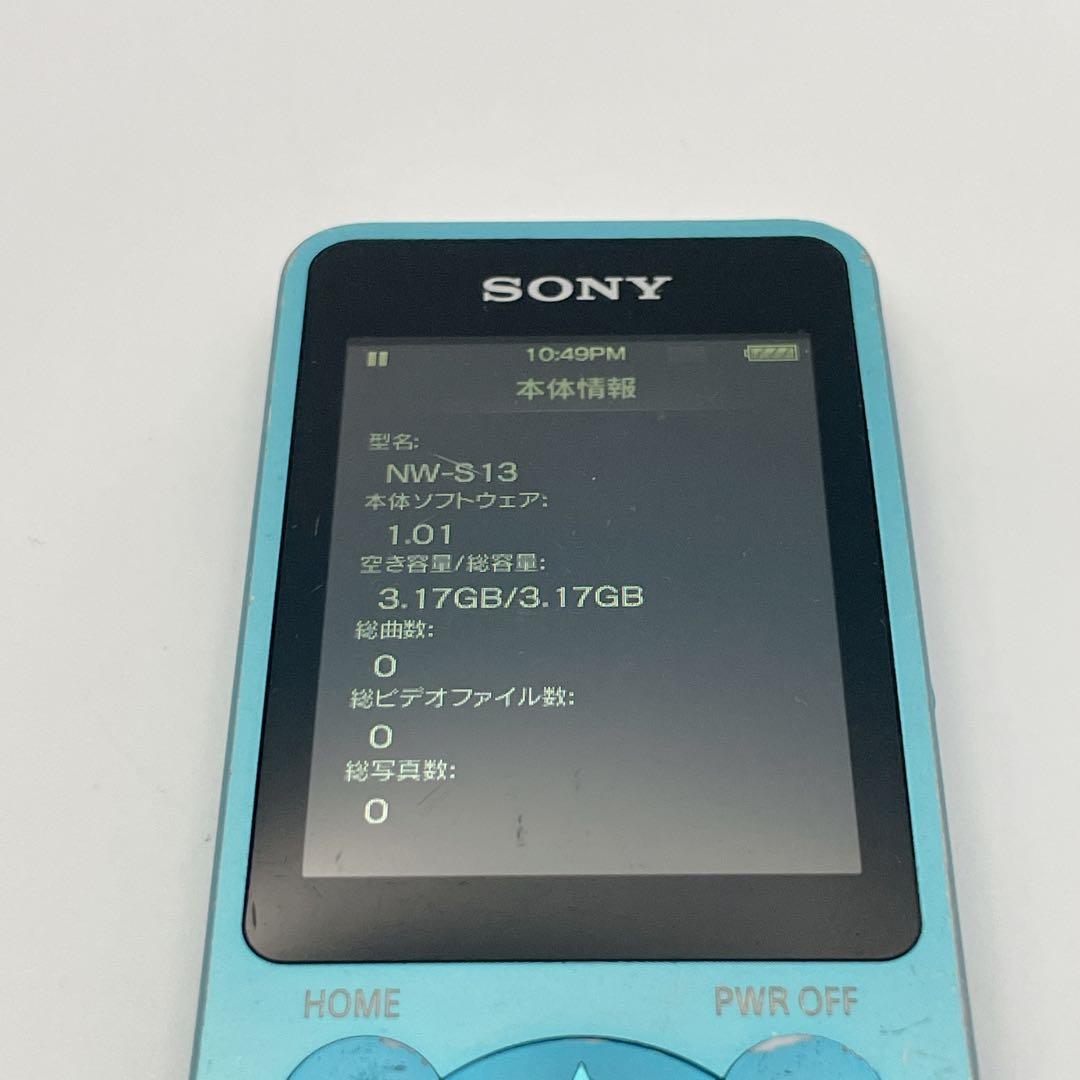 SONY
10:49PM
本体情報
型名:
NW-S13
本体ソフトウェア:
1.01
空き容量/総容量:
3.17GB/3.17GB
総曲数:
0
総ビデオファイル数:
0
総写真数:
0
HOME
PWR OFF